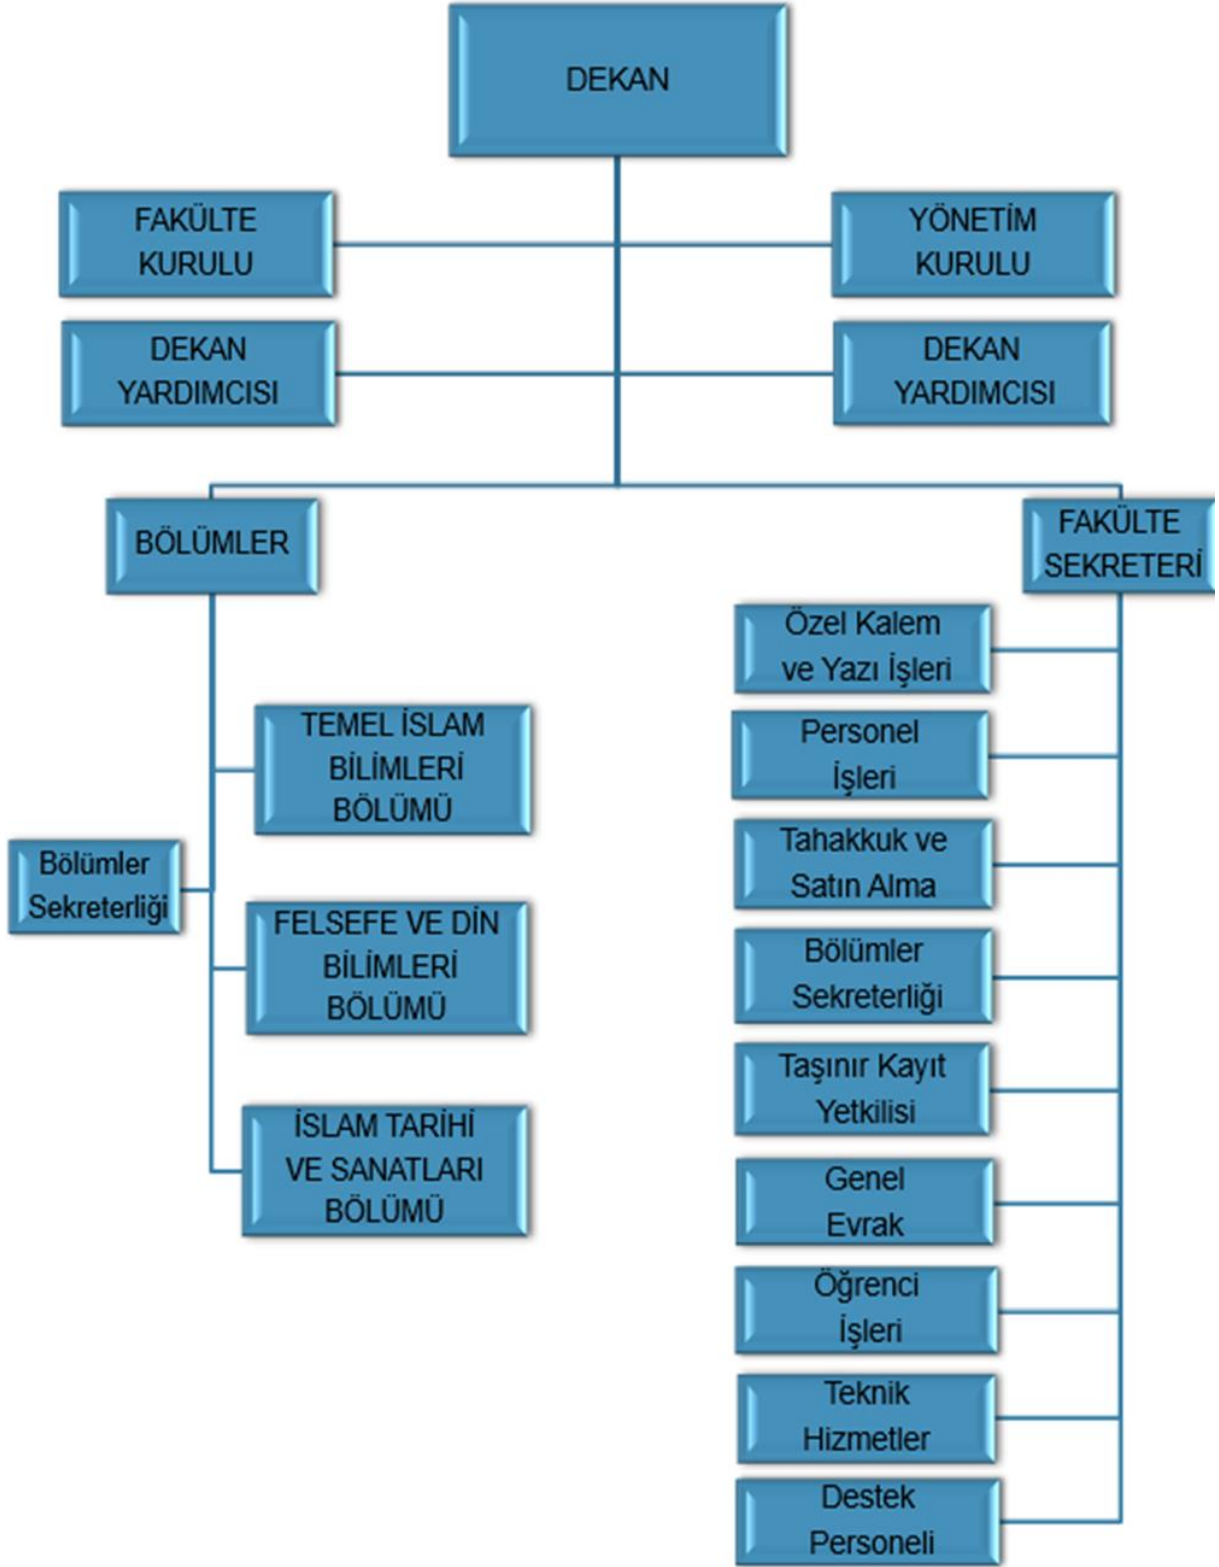 DEKAN
FAKÜLTE
KURULU
YÖNETİM
KURULU
DEKAN
YARDIMCISI
DEKAN
YARDIMCISI
BÖLÜMLER
TEMEL İSLAM
BİLİMLERİ
BÖLÜMÜ
Bölümler
Sekreterliği
FELSEFE VE DİN
BİLİMLERİ
BÖLÜMÜ
İSLAM TARİHİ
VE SANATLARI
BÖLÜMÜ
FAKÜLTE
SEKRETERİ
Özel Kalem
ve Yazı İşleri
Personel
İşleri
Tahakkuk ve
Satın Alma
Bölümler
Sekreterliği
Taşınır Kayıt
Yetkilisi
Genel
Evrak
Öğrenci
İşleri
Teknik
Hizmetler
Destek
Personeli